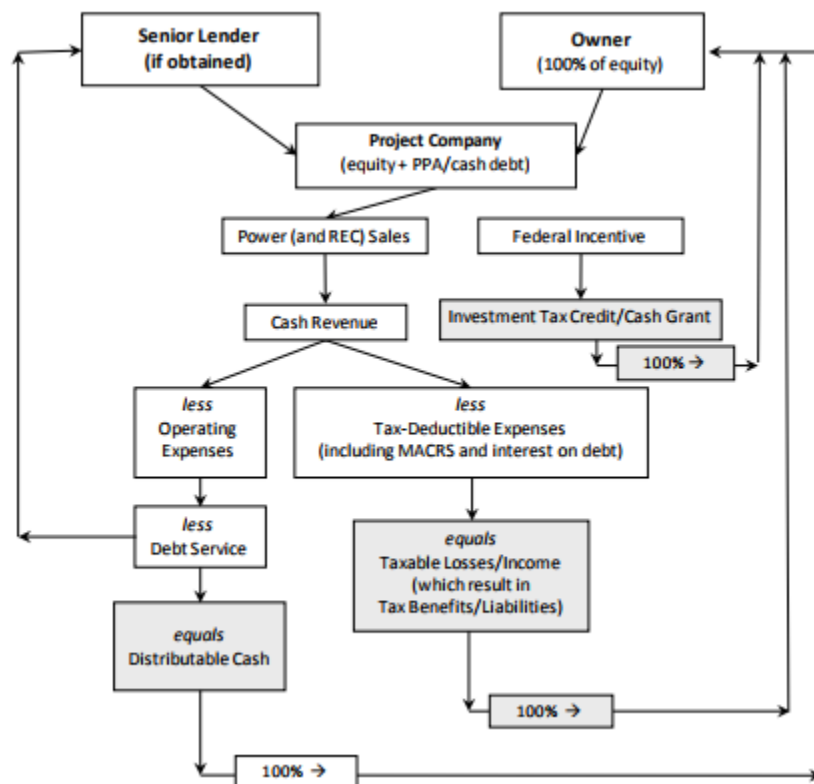 Senior Lender
(if obtained)
Owner
(100% of equity)
Project Company
(equity + PPA/cash debt)
Power (and REC) Sales
Federal Incentive
Cash Revenue
Investment Tax Credit/Cash Grant
100% →
less
Operating
Expenses
less
Tax-Deductible Expenses
(including MACRS and interest on debt)
less
Debt Service
equals
Taxable Losses/Income
(which result in
Tax Benefits/Liabilities)
equals
Distributable Cash
100% →
100% →